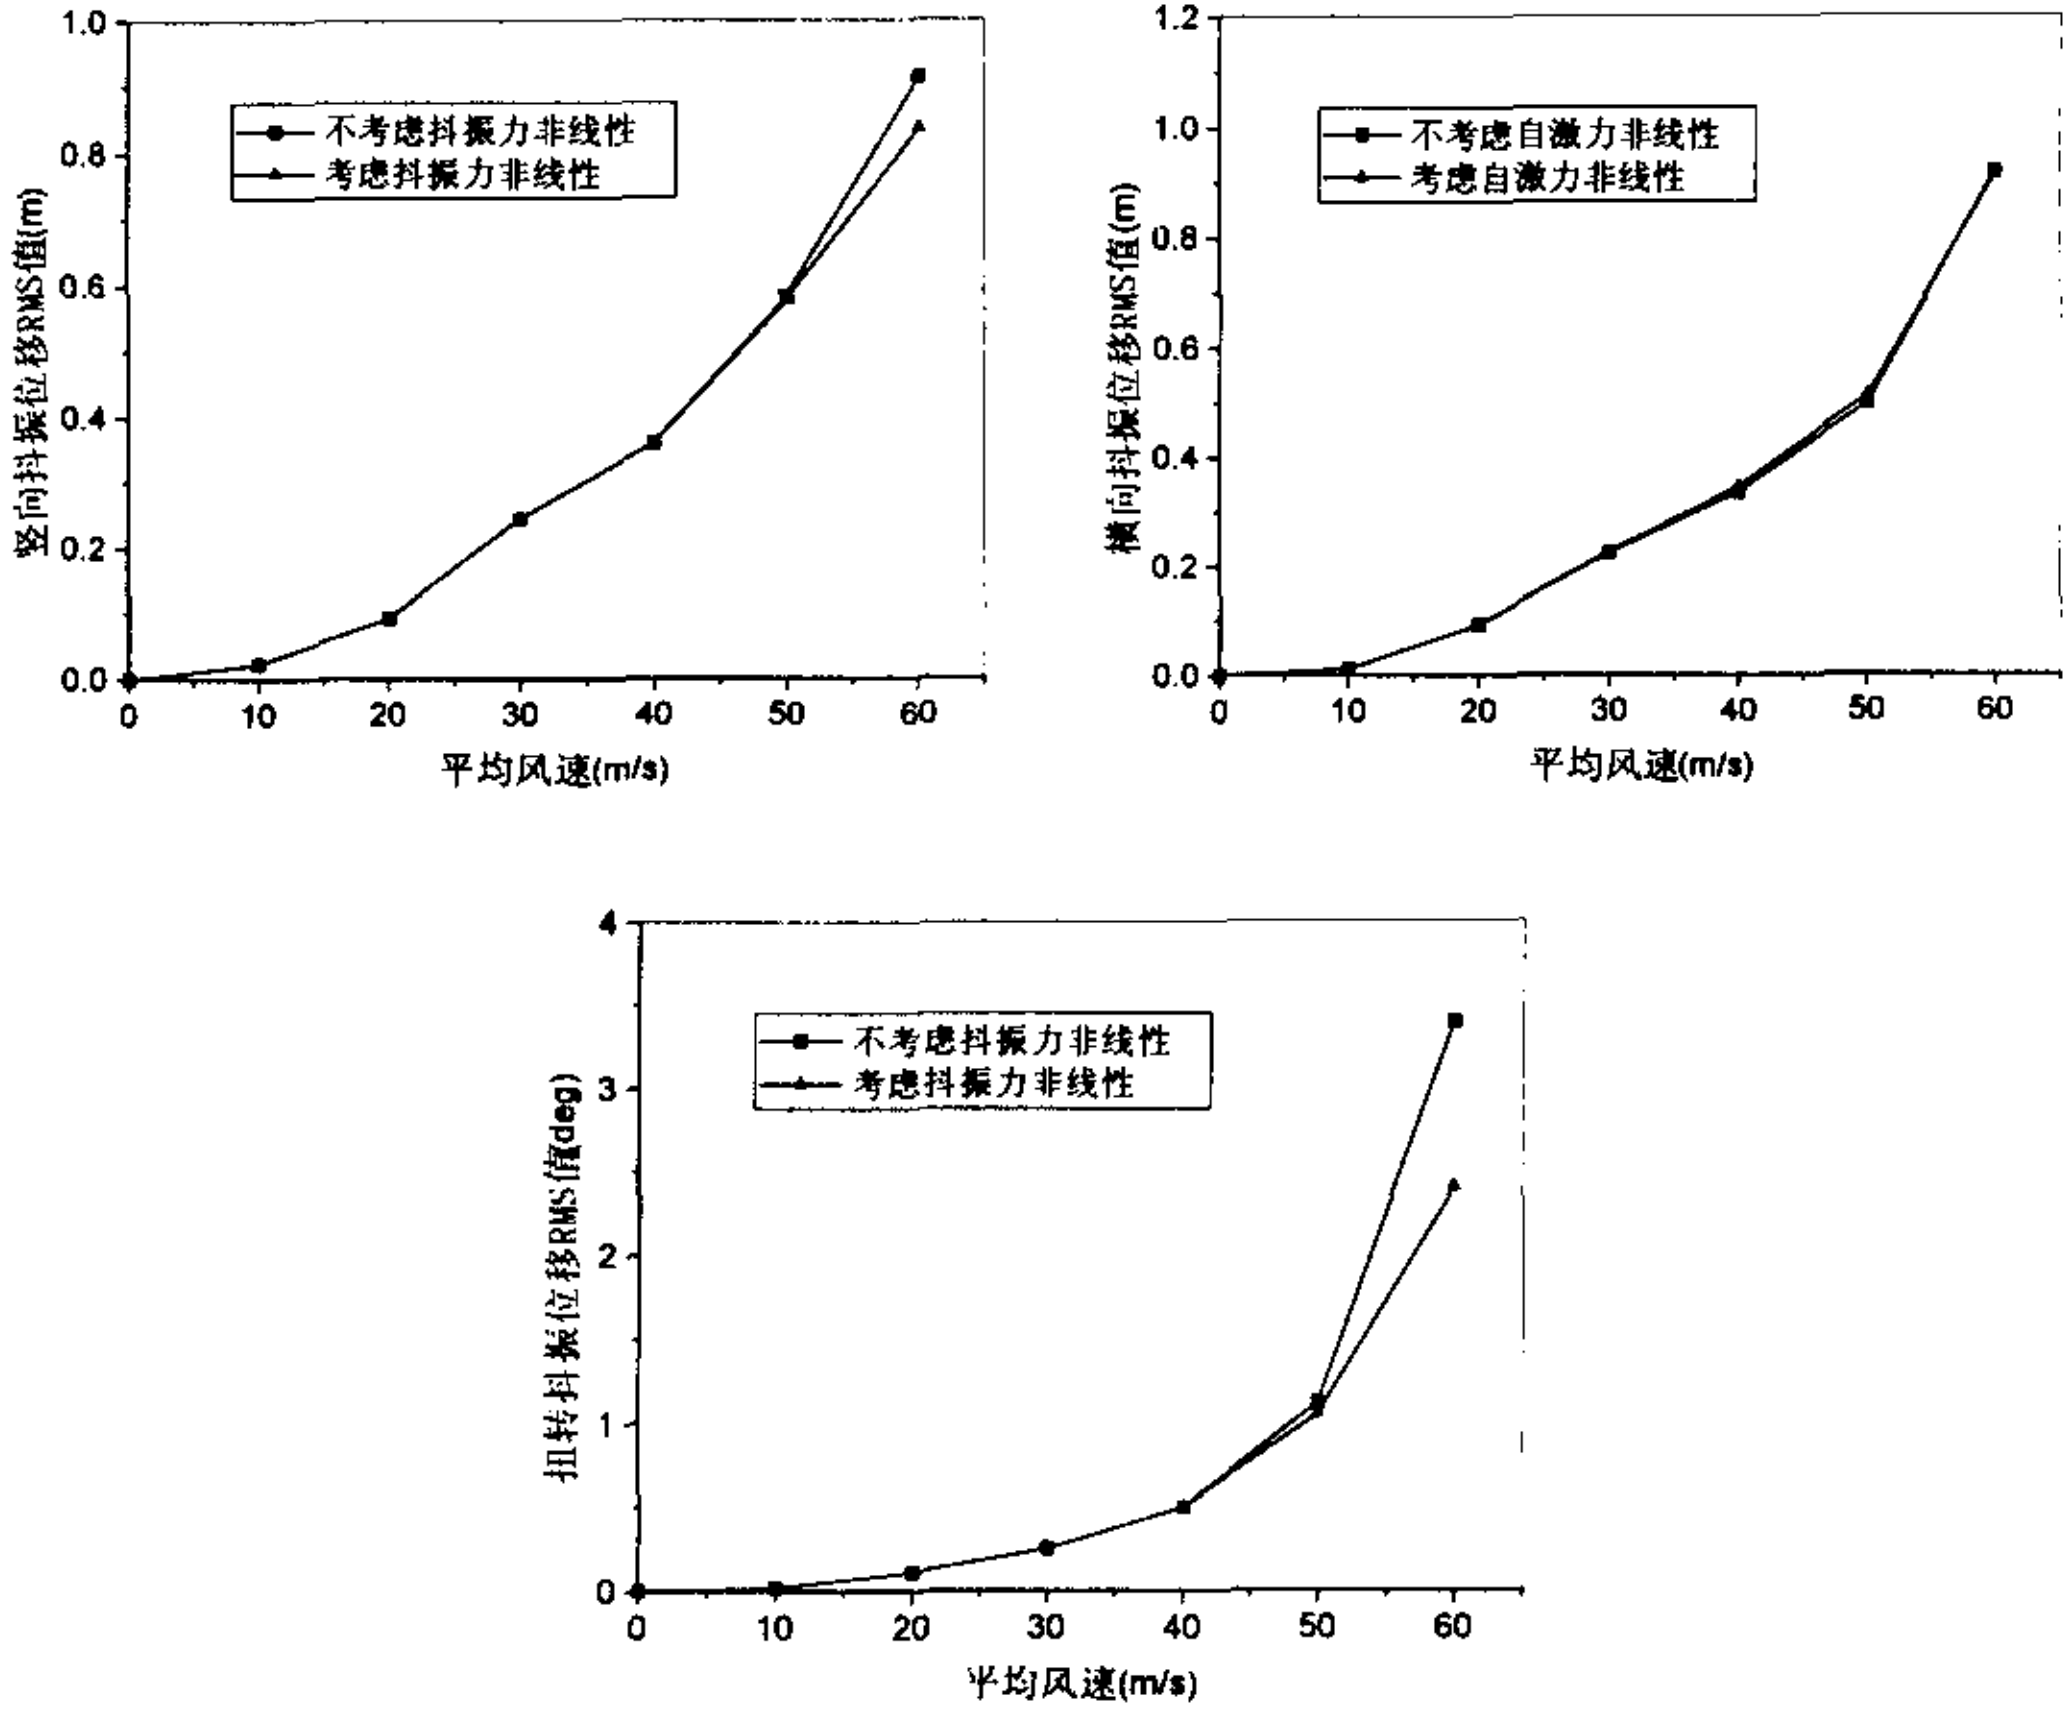 1.0
0.8
0.6
0.4
0.2
0.0
竖向抖振位移RMS值(m)
不考虑抖振力非线性
考虑抖振力非线性
0 10 20 30 40 50 60
平均风速(m/s)
1.2
1.0
0.8
0.6
0.4
0.2
0.0
横向抖振位移RMS值(m)
不考虑自激力非线性
考虑自激力非线性
0 10 20 30 40 50 60
平均风速(m/s)
4
3
2
1
0
扭转抖振位移RMS值(deg)
不考虑抖振力非线性
考虑抖振力非线性
0 10 20 30 40 50 60
平均风速(m/s)